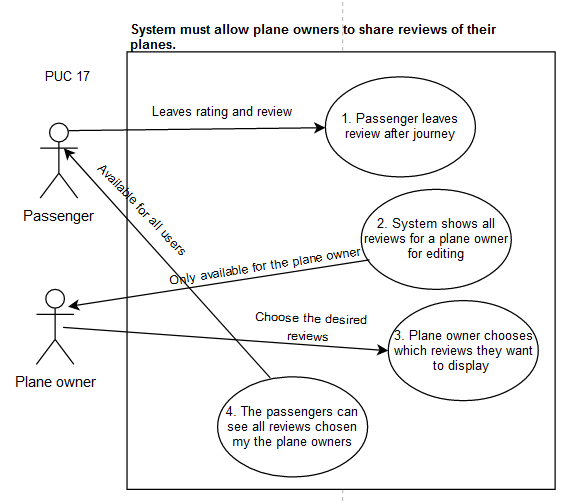 System must allow plane owners to share reviews of their
planes.
PUC 17
Leaves rating and review
1. Passenger leaves
review after journey
Passenger
Available for all users
2. System shows all
reviews for a plane owner
for editing
Only available for the plane owner
Choose the desired
reviews
3. Plane owner chooses
which reviews they want
to display
Plane owner
4. The passengers can
see all reviews chosen
my the plane owners